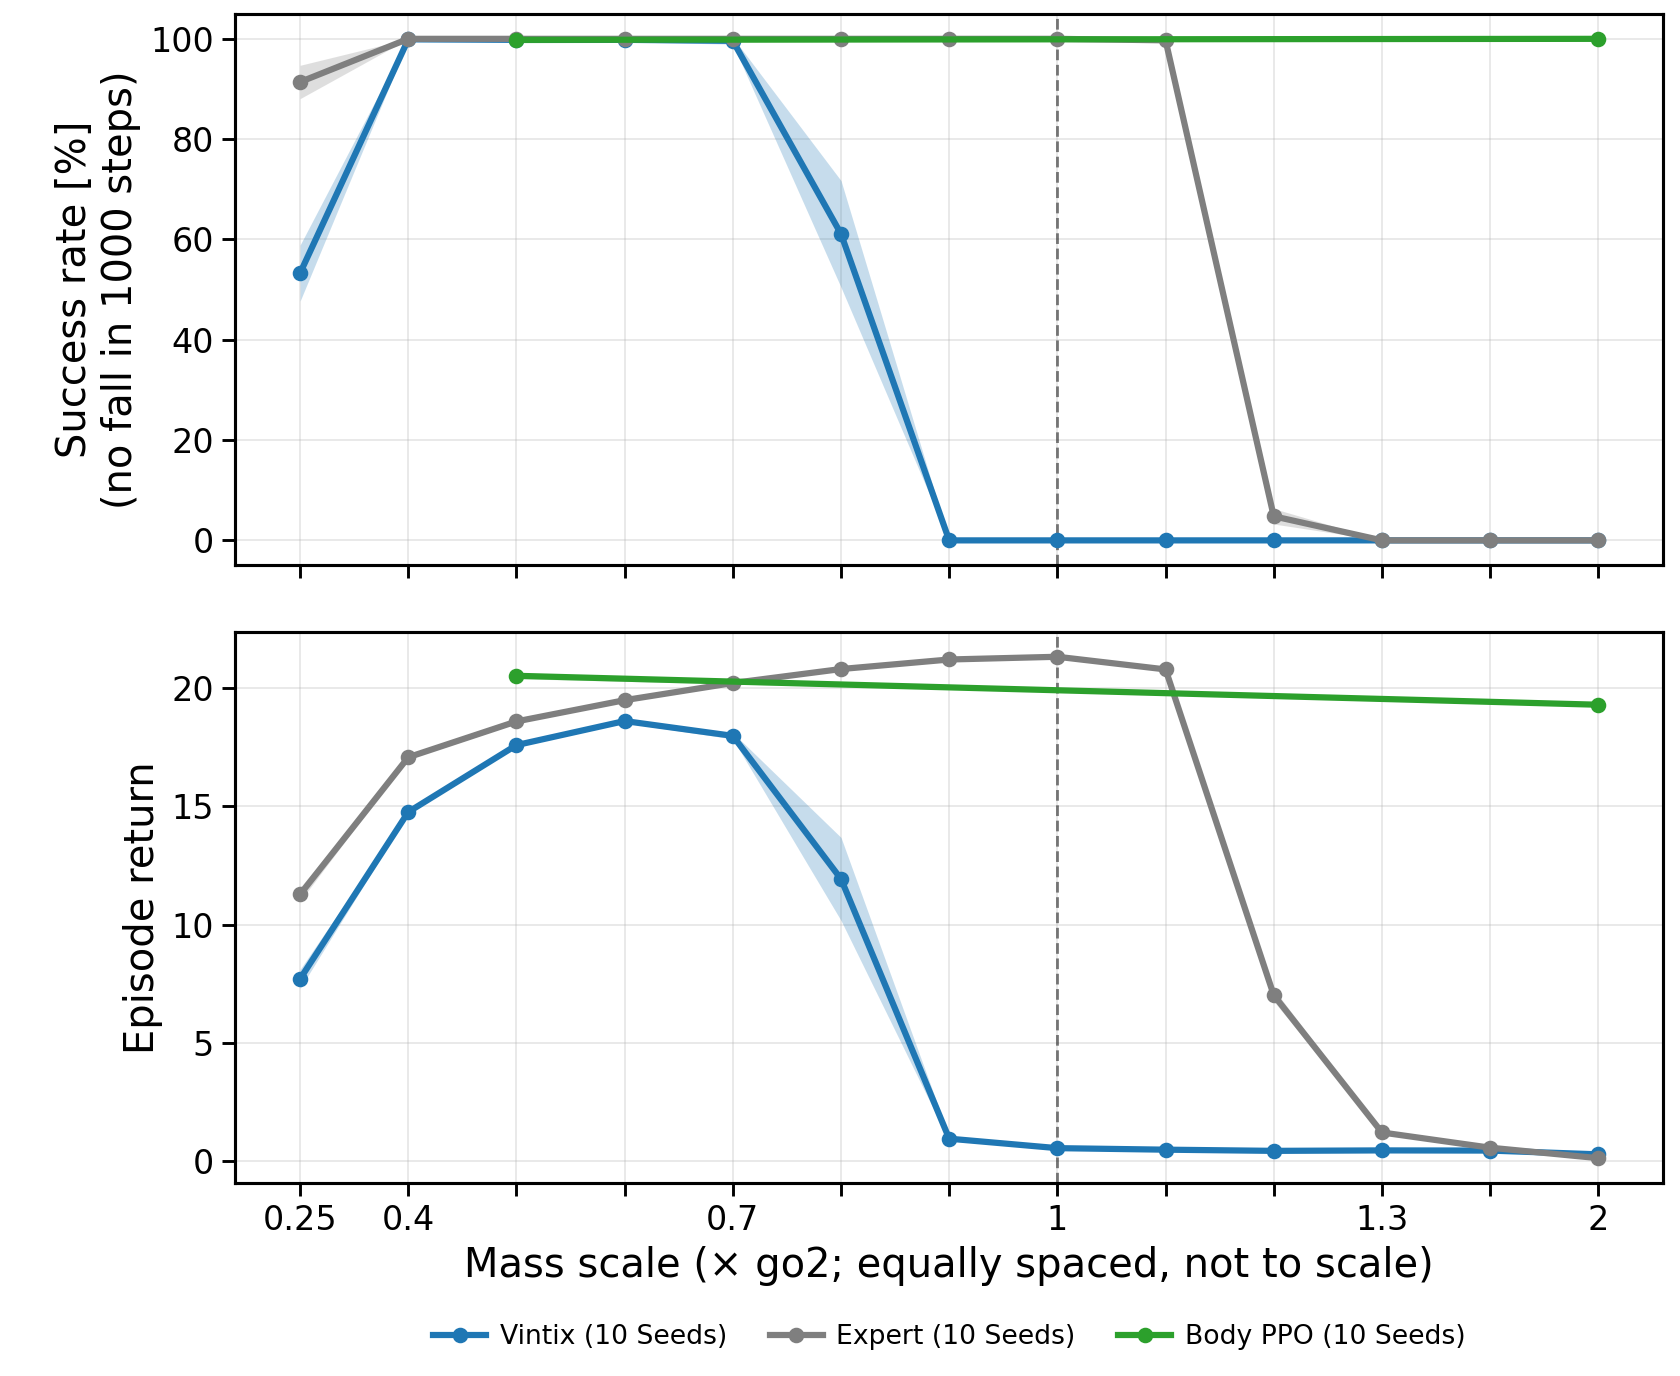 Success rate [%]
(no fall in 1000 steps)
100
80
60
40
20
0
Episode return
20
15
10
5
0
0.25 0.4 0.7 1 1.3 2
Mass scale (× go2; equally spaced, not to scale)
Vintix (10 Seeds) Expert (10 Seeds) Body PPO (10 Seeds)